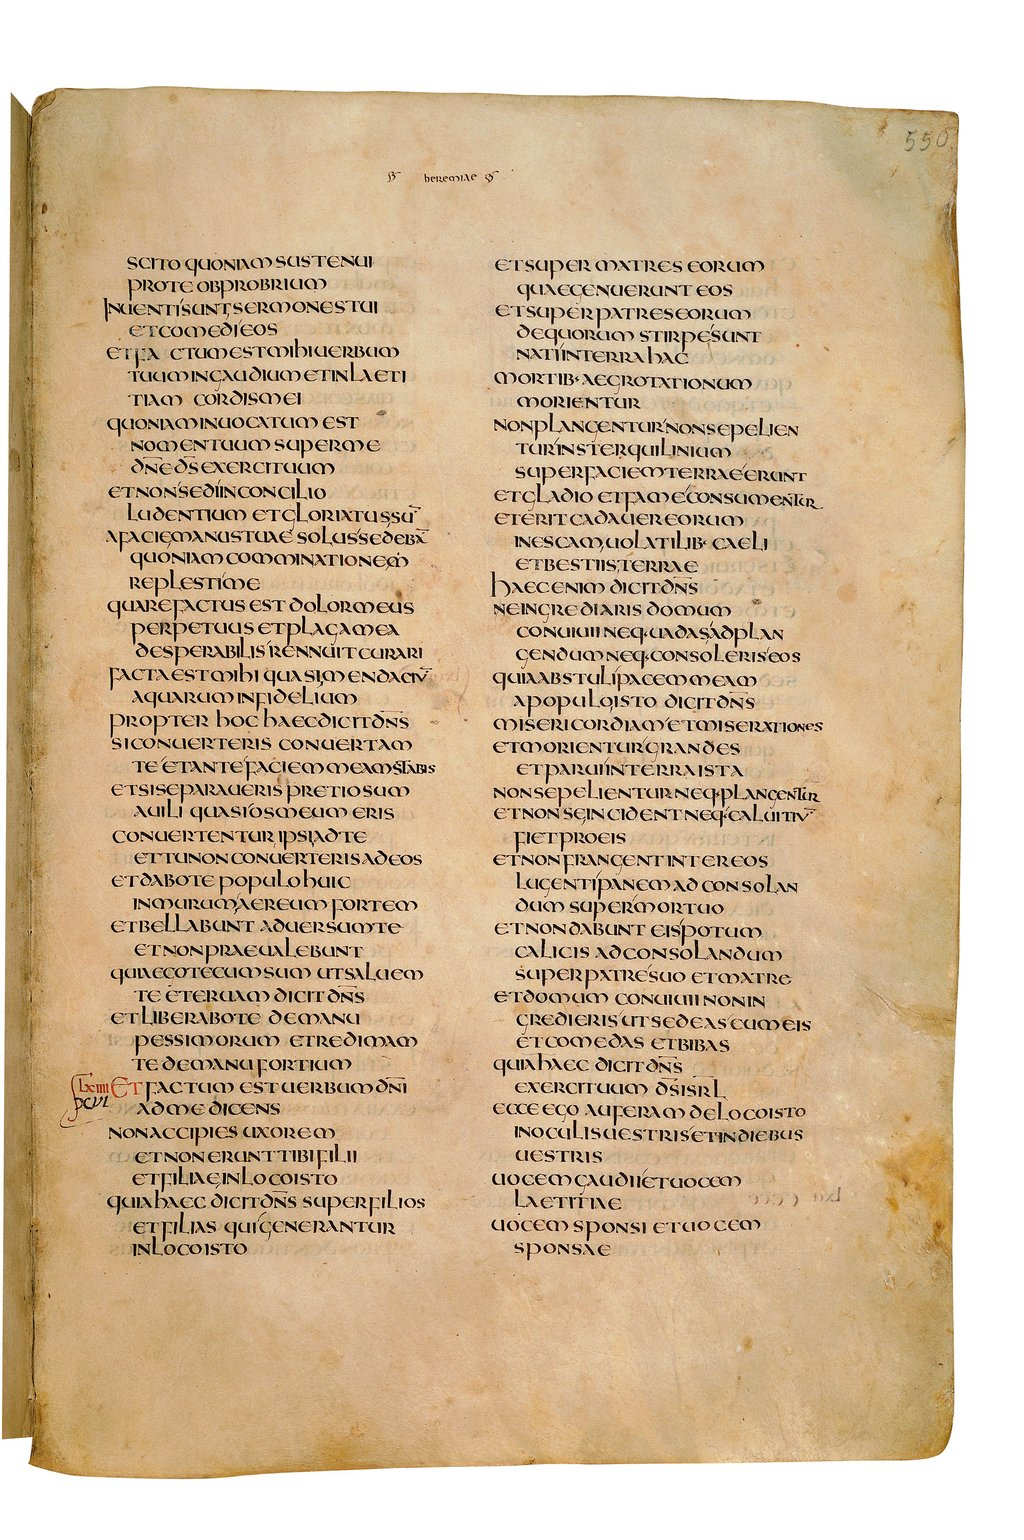 550
hieremiae
SCITO QUONIAM SUSTENUI
PRO TE OBPROBRIUM
INUENTI SUNT SERMONES TUI
ET COMEDI EOS
ET FACTUM EST MIHI UERBUM
TUUM IN GAUDIUM ET IN LAETI
TIAM CORDIS MEI
QUONIAM INUOCATUM EST
NOMEN TUUM SUPER ME
DN̄E D̄S EXERCITUUM
ET NON SEDI IN CONCILIO
LUDENTIUM ET GLORIATUS SŪ
A FACIE MANUS TUAE SOLUS SEDEBĀ
QUONIAM COMMINATIONEM
REPLESTI ME
QUARE FACTUS EST DOLOR MEUS
PERPETUUS ET PLAGA MEA
DESPERABILIS RENNUIT CURARI
FACTA EST MIHI QUASI MENDACIŪ
AQUARUM INFIDELIUM
PROPTER HOC HAEC DICIT DN̄S
SI CONUERTERIS CONUERTAM
TE ET ANTE FACIEM MEAM STABIS
ET SI SEPARAUERIS PRETIOSUM
A UILI QUASI OS MEUM ERIS
CONUERTENTUR IPSI AD TE
ET TU NON CONUERTERIS AD EOS
ET DABO TE POPULO HUIC
IN MURUM AEREUM FORTEM
ET BELLABUNT ADUERSUM TE
ET NON PRAEUALEBUNT
QUIA EGO TECUM SUM UT SALUEM
TE ET ERUAM DICIT DN̄S
ET LIBERABO TE DE MANU
PESSIMORUM ET REDIMAM
TE DE MANU FORTIUM
LXIIII ET FACTUM EST UERBUM DN̄I
XCVI AD ME DICENS
NON ACCIPIES UXOREM
ET NON ERUNT TIBI FILII
ET FILIAE IN LOCO ISTO
QUIA HAEC DICIT DN̄S SUPER FILIOS
ET FILIAS QUI GENERANTUR
IN LOCO ISTO
ET SUPER MATRES EORUM
QUAE GENUERUNT EOS
ET SUPER PATRES EORUM
DE QUORUM STIRPE SUNT
NATI IN TERRA HAC
MORTIB· AEGROTATIONUM
MORIENTUR
NON PLANGENTUR NON SEPELIEN
TUR IN STERQUILINIUM
SUPER FACIEM TERRAE ERUNT
ET GLADIO ET FAME CONSUMENTUR
ET ERIT CADAUER EORUM
IN ESCAM UOLATILIB· CAELI
ET BESTIIS TERRAE
HAEC ENIM DICIT DN̄S
NE INGREDIARIS DOMUM
CONUIUII NEQ· UADAS AD PLAN
GENDUM NEQ· CONSOLERIS EOS
QUIA ABSTULI PACEM MEAM
A POPULO ISTO DICIT DN̄S
MISERICORDIAM ET MISERATIONES
ET MORIENTUR GRANDES
ET PARUI IN TERRA ISTA
NON SEPELIENTUR NEQ· PLANGENTUR
ET NON SE INCIDENT NEQ· CALUITIŪ
FIET PRO EIS
ET NON FRANGENT INTER EOS
LUGENTI PANEM AD CONSOLAN
DUM SUPER MORTUO
ET NON DABUNT EIS POTUM
CALICIS AD CONSOLANDUM
SUPER PATRE SUO ET MATRE
ET DOMUM CONUIUII NON IN
GREDIERIS UT SEDEAS CUM EIS
ET COMEDAS ET BIBAS
QUIA HAEC DICIT DN̄S
EXERCITUUM D̄S ISRL̄
ECCE EGO AUFERAM DE LOCO ISTO
IN OCULIS UESTRIS ET IN DIEBUS
UESTRIS
UOCEM GAUDII ET UOCEM
LAETITIAE
UOCEM SPONSI ET UOCEM
SPONSAE